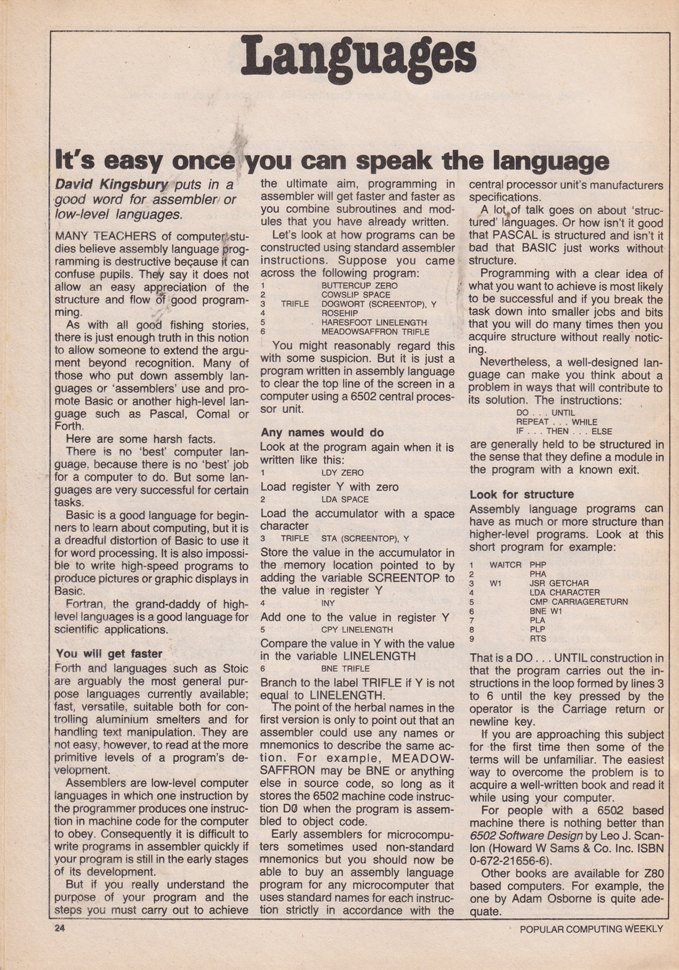 Languages
It's easy once you can speak the language
David Kingsbury puts in a
good word for assembler or
low-level languages.
MANY TEACHERS of computer stu-
dies believe assembly language prog-
ramming is destructive because it can
confuse pupils. They say it does not
allow an easy appreciation of the
structure and flow of good program-
ming.
As with all good fishing stories,
there is just enough truth in this notion
to allow someone to extend the argu-
ment beyond recognition. Many of
those who put down assembly lan-
guages or 'assemblers' use and pro-
mote Basic or another high-level lan-
guage such as Pascal, Comal or
Forth.
Here are some harsh facts.
There is no 'best' computer lan-
guage, because there is no 'best' job
for a computer to do. But some lan-
guages are very successful for certain
tasks.
Basic is a good language for begin-
ners to learn about computing, but it is
a dreadful distortion of Basic to use it
for word processing. It is also impossi-
ble to write high-speed programs to
produce pictures or graphic displays in
Basic.
Fortran, the grand-daddy of high-
level languages is a good language for
scientific applications.
You will get faster
Forth and languages such as Stoic
are arguably the most general pur-
pose languages currently available;
fast, versatile, suitable both for con-
trolling aluminium smelters and for
handling text manipulation. They are
not easy, however, to read at the more
primitive levels of a program's de-
velopment.
Assemblers are low-level computer
languages in which one instruction by
the programmer produces one instruc-
tion in machine code for the computer
to obey. Consequently it is difficult to
write programs in assembler quickly if
your program is still in the early stages
of its development.
But if you really understand the
purpose of your program and the
steps you must carry out to achieve
the ultimate aim, programming in
assembler will get faster and faster as
you combine subroutines and mod-
ules that you have already written.
Let's look at how programs can be
constructed using standard assembler
instructions. Suppose you came
across the following program:
1 BUTTERCUP ZERO
2 COWSLIP SPACE
3 TRIFLE DOGWORT (SCREENTOP), Y
4 ROSEHIP
5 HARESFOOT LINELENGTH
6 MEADOWSAFFRON TRIFLE
You might reasonably regard this
with some suspicion. But it is just a
program written in assembly language
to clear the top line of the screen in a
computer using a 6502 central proces-
sor unit.
Any names would do
Look at the program again when it is
written like this:
1 LDY ZERO
Load register Y with zero
2 LDA SPACE
Load the accumulator with a space
character
3 TRIFLE STA (SCREENTOP), Y
Store the value in the accumulator in
the memory location pointed to by
adding the variable SCREENTOP to
the value in register Y
4 INY
Add one to the value in register Y
5 CPY LINELENGTH
Compare the value in Y with the value
in the variable LINELENGTH
6 BNE TRIFLE
Branch to the label TRIFLE if Y is not
equal to LINELENGTH.
The point of the herbal names in the
first version is only to point out that an
assembler could use any names or
mnemonics to describe the same ac-
tion. For example, MEADOW-
SAFFRON may be BNE or anything
else in source code, so long as it
stores the 6502 machine code instruc-
tion D0 when the program is assem-
bled to object code.
Early assemblers for microcompu-
ters sometimes used non-standard
mnemonics but you should now be
able to buy an assembly language
program for any microcomputer that
uses standard names for each instruc-
tion strictly in accordance with the
central processor unit's manufacturers
specifications.
A lot of talk goes on about 'struc-
tured' languages. Or how isn't it good
that PASCAL is structured and isn't it
bad that BASIC just works without
structure.
Programming with a clear idea of
what you want to achieve is most likely
to be successful and if you break the
task down into smaller jobs and bits
that you will do many times then you
acquire structure without really notic-
ing.
Nevertheless, a well-designed lan-
guage can make you think about a
problem in ways that will contribute to
its solution. The instructions:
DO . . . UNTIL
REPEAT . . . WHILE
IF . . . THEN . . . ELSE
are generally held to be structured in
the sense that they define a module in
the program with a known exit.
Look for structure
Assembly language programs can
have as much or more structure than
higher-level programs. Look at this
short program for example:
1 WAITCR PHP
2 PHA
3 W1 JSR GETCHAR
4 LDA CHARACTER
5 CMP CARRIAGERETURN
6 BNE W1
7 PLA
8 PLP
9 RTS
That is a DO . . . UNTIL construction in
that the program carries out the in-
structions in the loop formed by lines 3
to 6 until the key pressed by the
operator is the Carriage return or
newline key.
If you are approaching this subject
for the first time then some of the
terms will be unfamiliar. The easiest
way to overcome the problem is to
acquire a well-written book and read it
while using your computer.
For people with a 6502 based
machine there is nothing better than
6502 Software Design by Leo J. Scan-
lon (Howard W Sams & Co. Inc. ISBN
0-672-21656-6).
Other books are available for Z80
based computers. For example, the
one by Adam Osborne is quite ade-
quate.
24
POPULAR COMPUTING WEEKLY